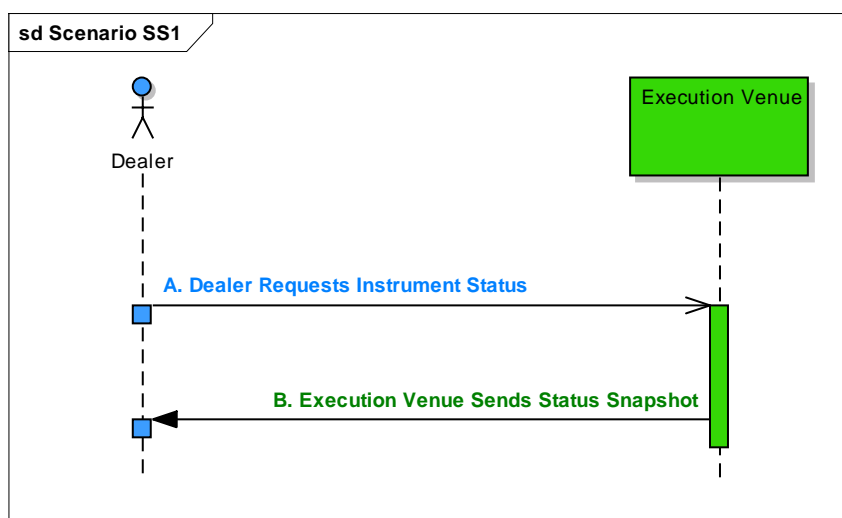 sd Scenario SS1
Execution Venue
Dealer
A. Dealer Requests Instrument Status
B. Execution Venue Sends Status Snapshot